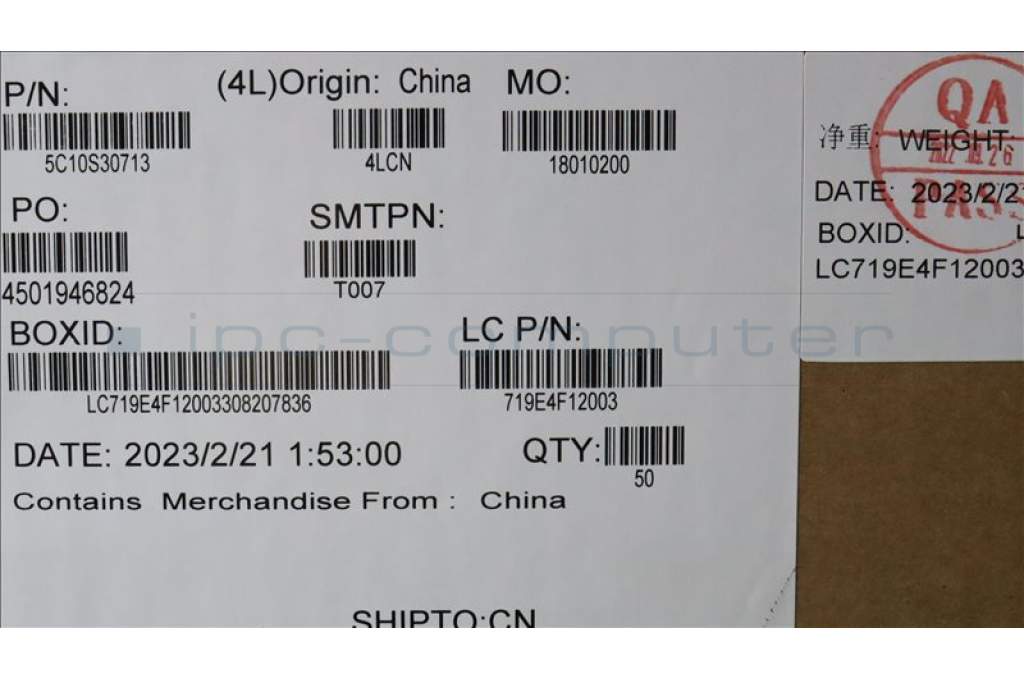 P/N:
5C10S30713
(4L)Origin: China
4LCN
MO:
18010200
PO:
4501946824
SMTPN:
T007
BOXID:
LC719E4F12003308207836
LC P/N:
719E4F12003
DATE: 2023/2/21 1:53:00
QTY:
50
Contains Merchandise From : China
SHIPTO:CN
净重: WEIGHT:
DATE: 2023/2/2
BOXID:
LC719E4F12003
QA
PASS
ipc-computer